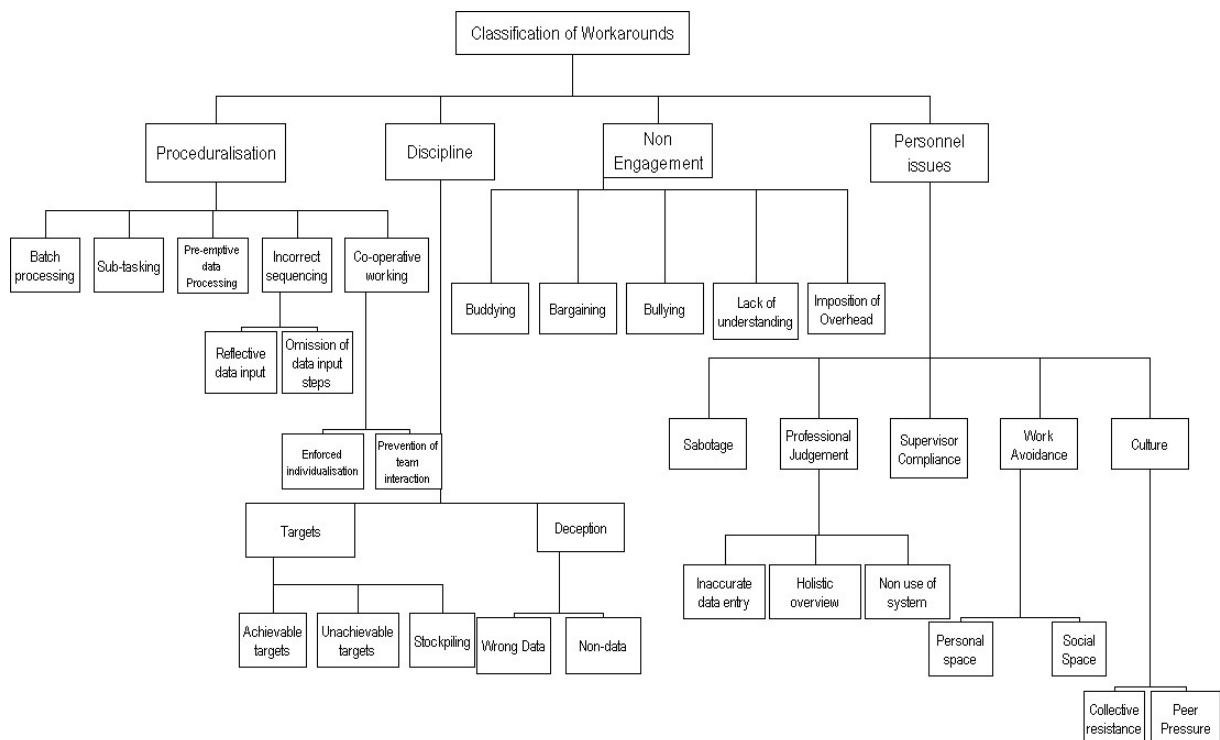 Classification of Workarounds
Proceduralisation
Discipline
Non
Engagement
Personnel
issues
Batch
processing
Sub-tasking
Pre-emptive
data
Processing
Incorrect
sequencing
Co-operative
working
Buddying
Bargaining
Bullying
Lack of
understanding
Imposition of
Overhead
Reflective
data input
Omission of
data input
steps
Enforced
individualisation
Prevention of
team
interaction
Sabotage
Professional
Judgement
Supervisor
Compliance
Work
Avoidance
Culture
Targets
Deception
Inaccurate
data entry
Holistic
overview
Non use of
system
Achievable
targets
Unachievable
targets
Stockpiling
Wrong Data
Non-data
Personal
space
Social
Space
Collective
resistance
Peer
Pressure